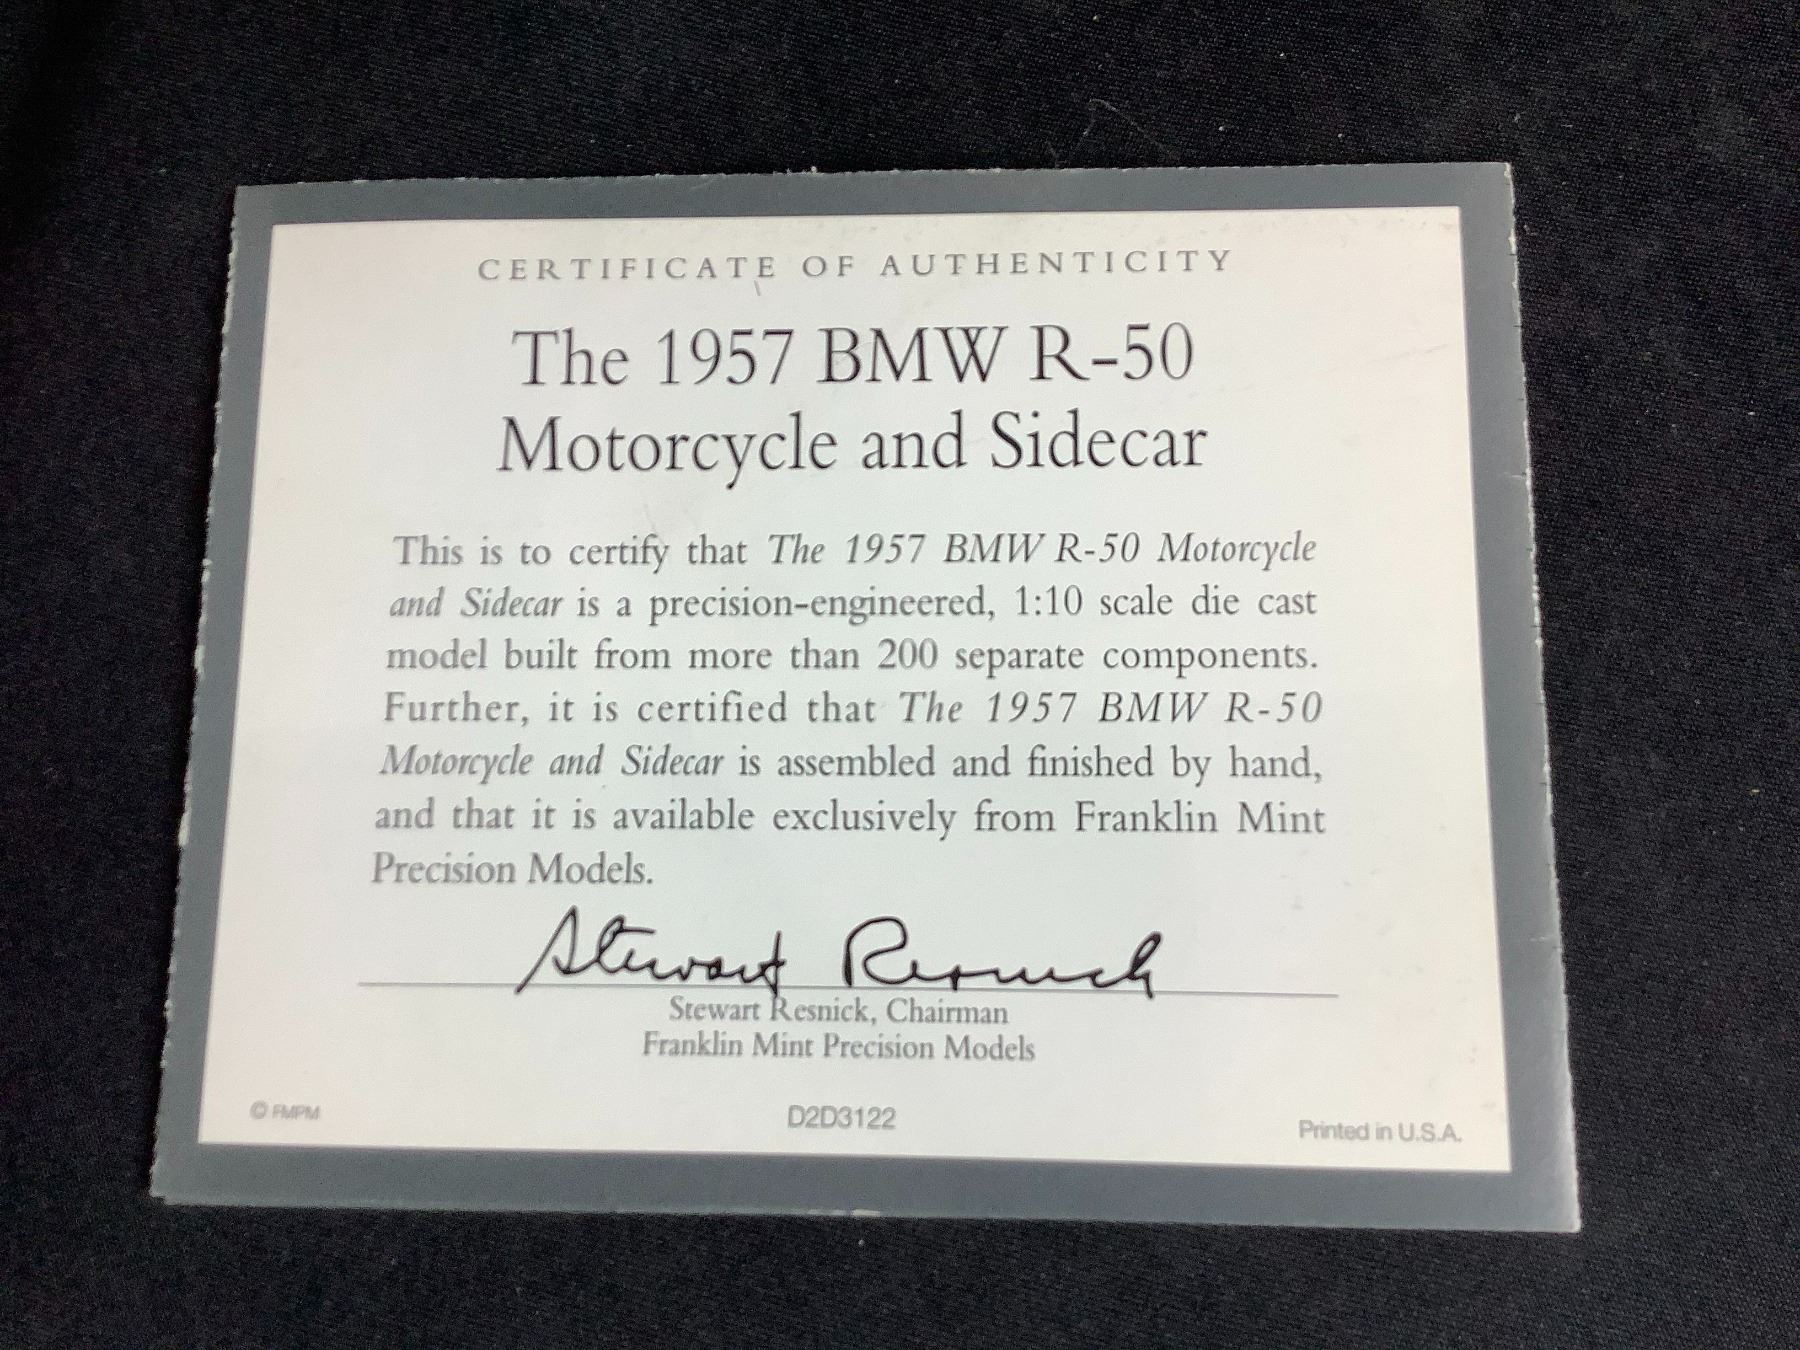 CERTIFICATE OF AUTHENTICITY
The 1957 BMW R-50
Motorcycle and Sidecar
This is to certify that The 1957 BMW R-50 Motorcycle
and Sidecar is a precision-engineered, 1:10 scale die cast
model built from more than 200 separate components.
Further, it is certified that The 1957 BMW R-50
Motorcycle and Sidecar is assembled and finished by hand,
and that it is available exclusively from Franklin Mint
Precision Models.
Stewart Resnick
Stewart Resnick, Chairman
Franklin Mint Precision Models
© FMPM
D2D3122
Printed in U.S.A.